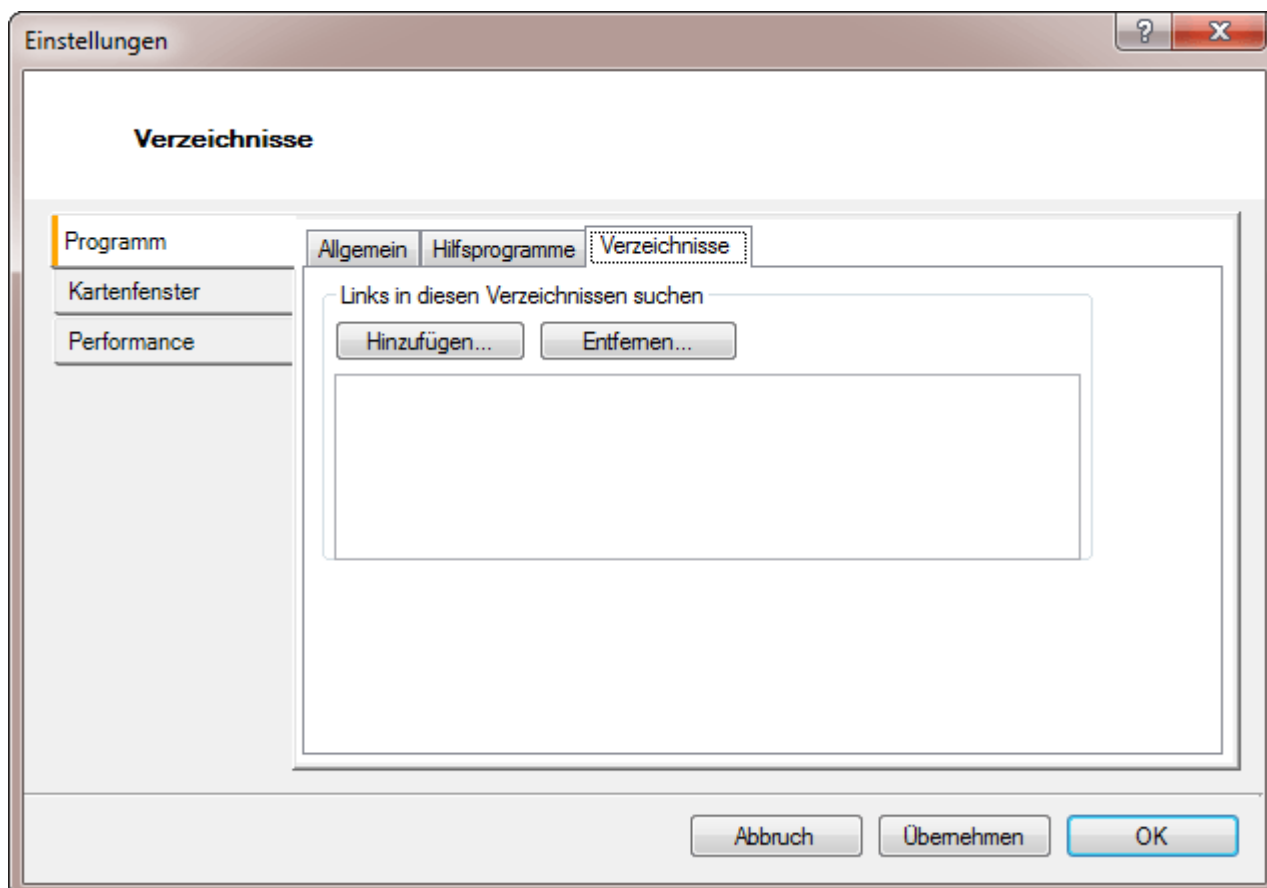 Einstellungen
Verzeichnisse
Programm
Kartenfenster
Performance
Allgemein Hilfsprogramme Verzeichnisse
Links in diesen Verzeichnissen suchen
Hinzufügen... Entfernen...
Abbruch Übernehmen OK